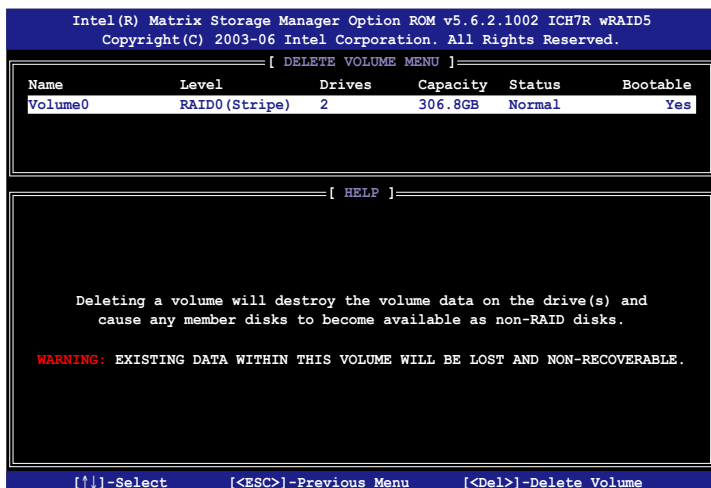 Intel(R) Matrix Storage Manager Option ROM v5.6.2.1002 ICH7R wRAID5
Copyright(C) 2003-06 Intel Corporation. All Rights Reserved.
[ DELETE VOLUME MENU ]
Name Level Drives Capacity Status Bootable
Volume0 RAID0(Stripe) 2 306.8GB Normal Yes
[ HELP ]
Deleting a volume will destroy the volume data on the drive(s) and
cause any member disks to become available as non-RAID disks.
WARNING: EXISTING DATA WITHIN THIS VOLUME WILL BE LOST AND NON-RECOVERABLE.
[↑↓]-Select [<ESC>]-Previous Menu [<Del>]-Delete Volume